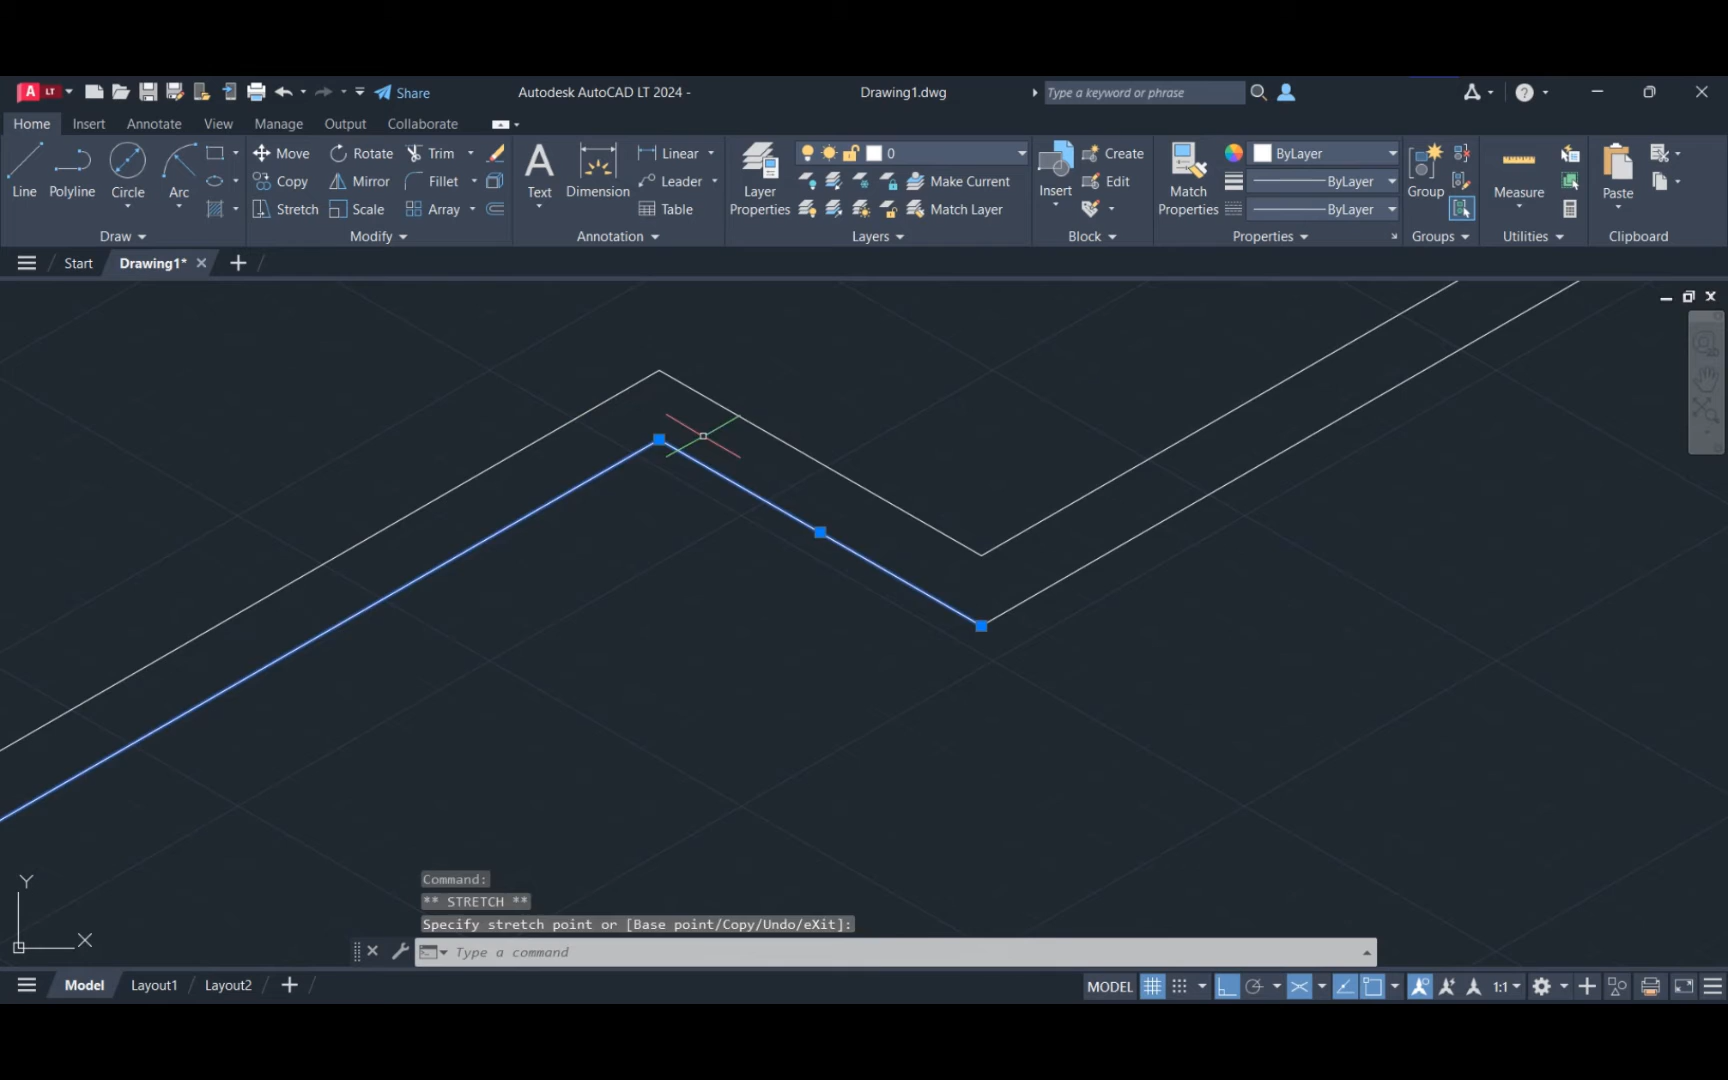 A LT Share Autodesk AutoCAD LT 2024 - Drawing1.dwg Type a keyword or phrase
Home Insert Annotate View Manage Output Collaborate
Move Rotate Trim Linear 0 Create ByLayer
Line Polyline Circle Arc Copy Mirror Fillet Text Dimension Leader Layer Properties Make Current Insert Edit Match Properties ByLayer Group Measure Paste
Stretch Scale Array Table Match Layer ByLayer
Draw Modify Annotation Layers Block Properties Groups Utilities Clipboard
Start Drawing1*
Command:
** STRETCH **
Specify stretch point or [Base point/Copy/Undo/eXit]:
Y
X
Type a command
Model Layout1 Layout2 MODEL 1:1